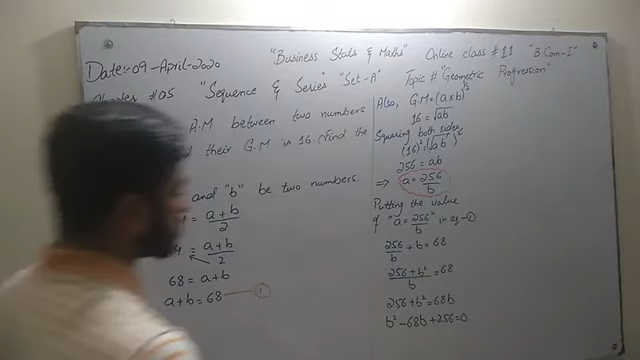 Date:- 09-April-2020
"Business Stats & Maths" Online class # 11 "B.Com-I"
Chapter #05 "Sequence & Series" "Set-A" Topic # "Geometric Progression"
A.M between two numbers
their G.M is 16. Find the
and "b" be two numbers.
= a+b/2
= a+b/2
68 = a+b
a+b = 68 ①
Also, G.M = (a×b)^1/2
16 = √ab
Squaring both sides
(16)² = (√ab)²
256 = ab
⇒ a = 256/b
Putting the value
of "a = 256/b" in eq-①
256/b + b = 68
256+b²/b = 68
256+b² = 68b
b²-68b+256=0